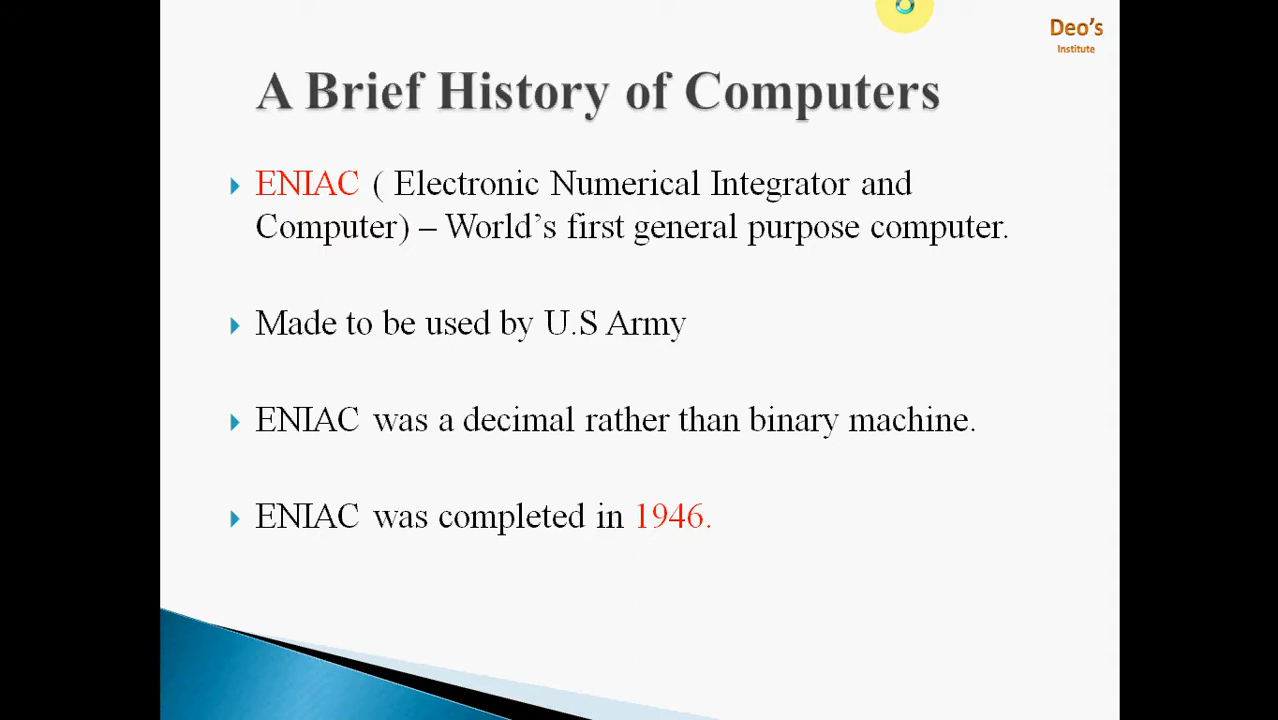 Deo's
Institute
A Brief History of Computers
ENIAC ( Electronic Numerical Integrator and
Computer) – World’s first general purpose computer.
Made to be used by U.S Army
ENIAC was a decimal rather than binary machine.
ENIAC was completed in 1946.